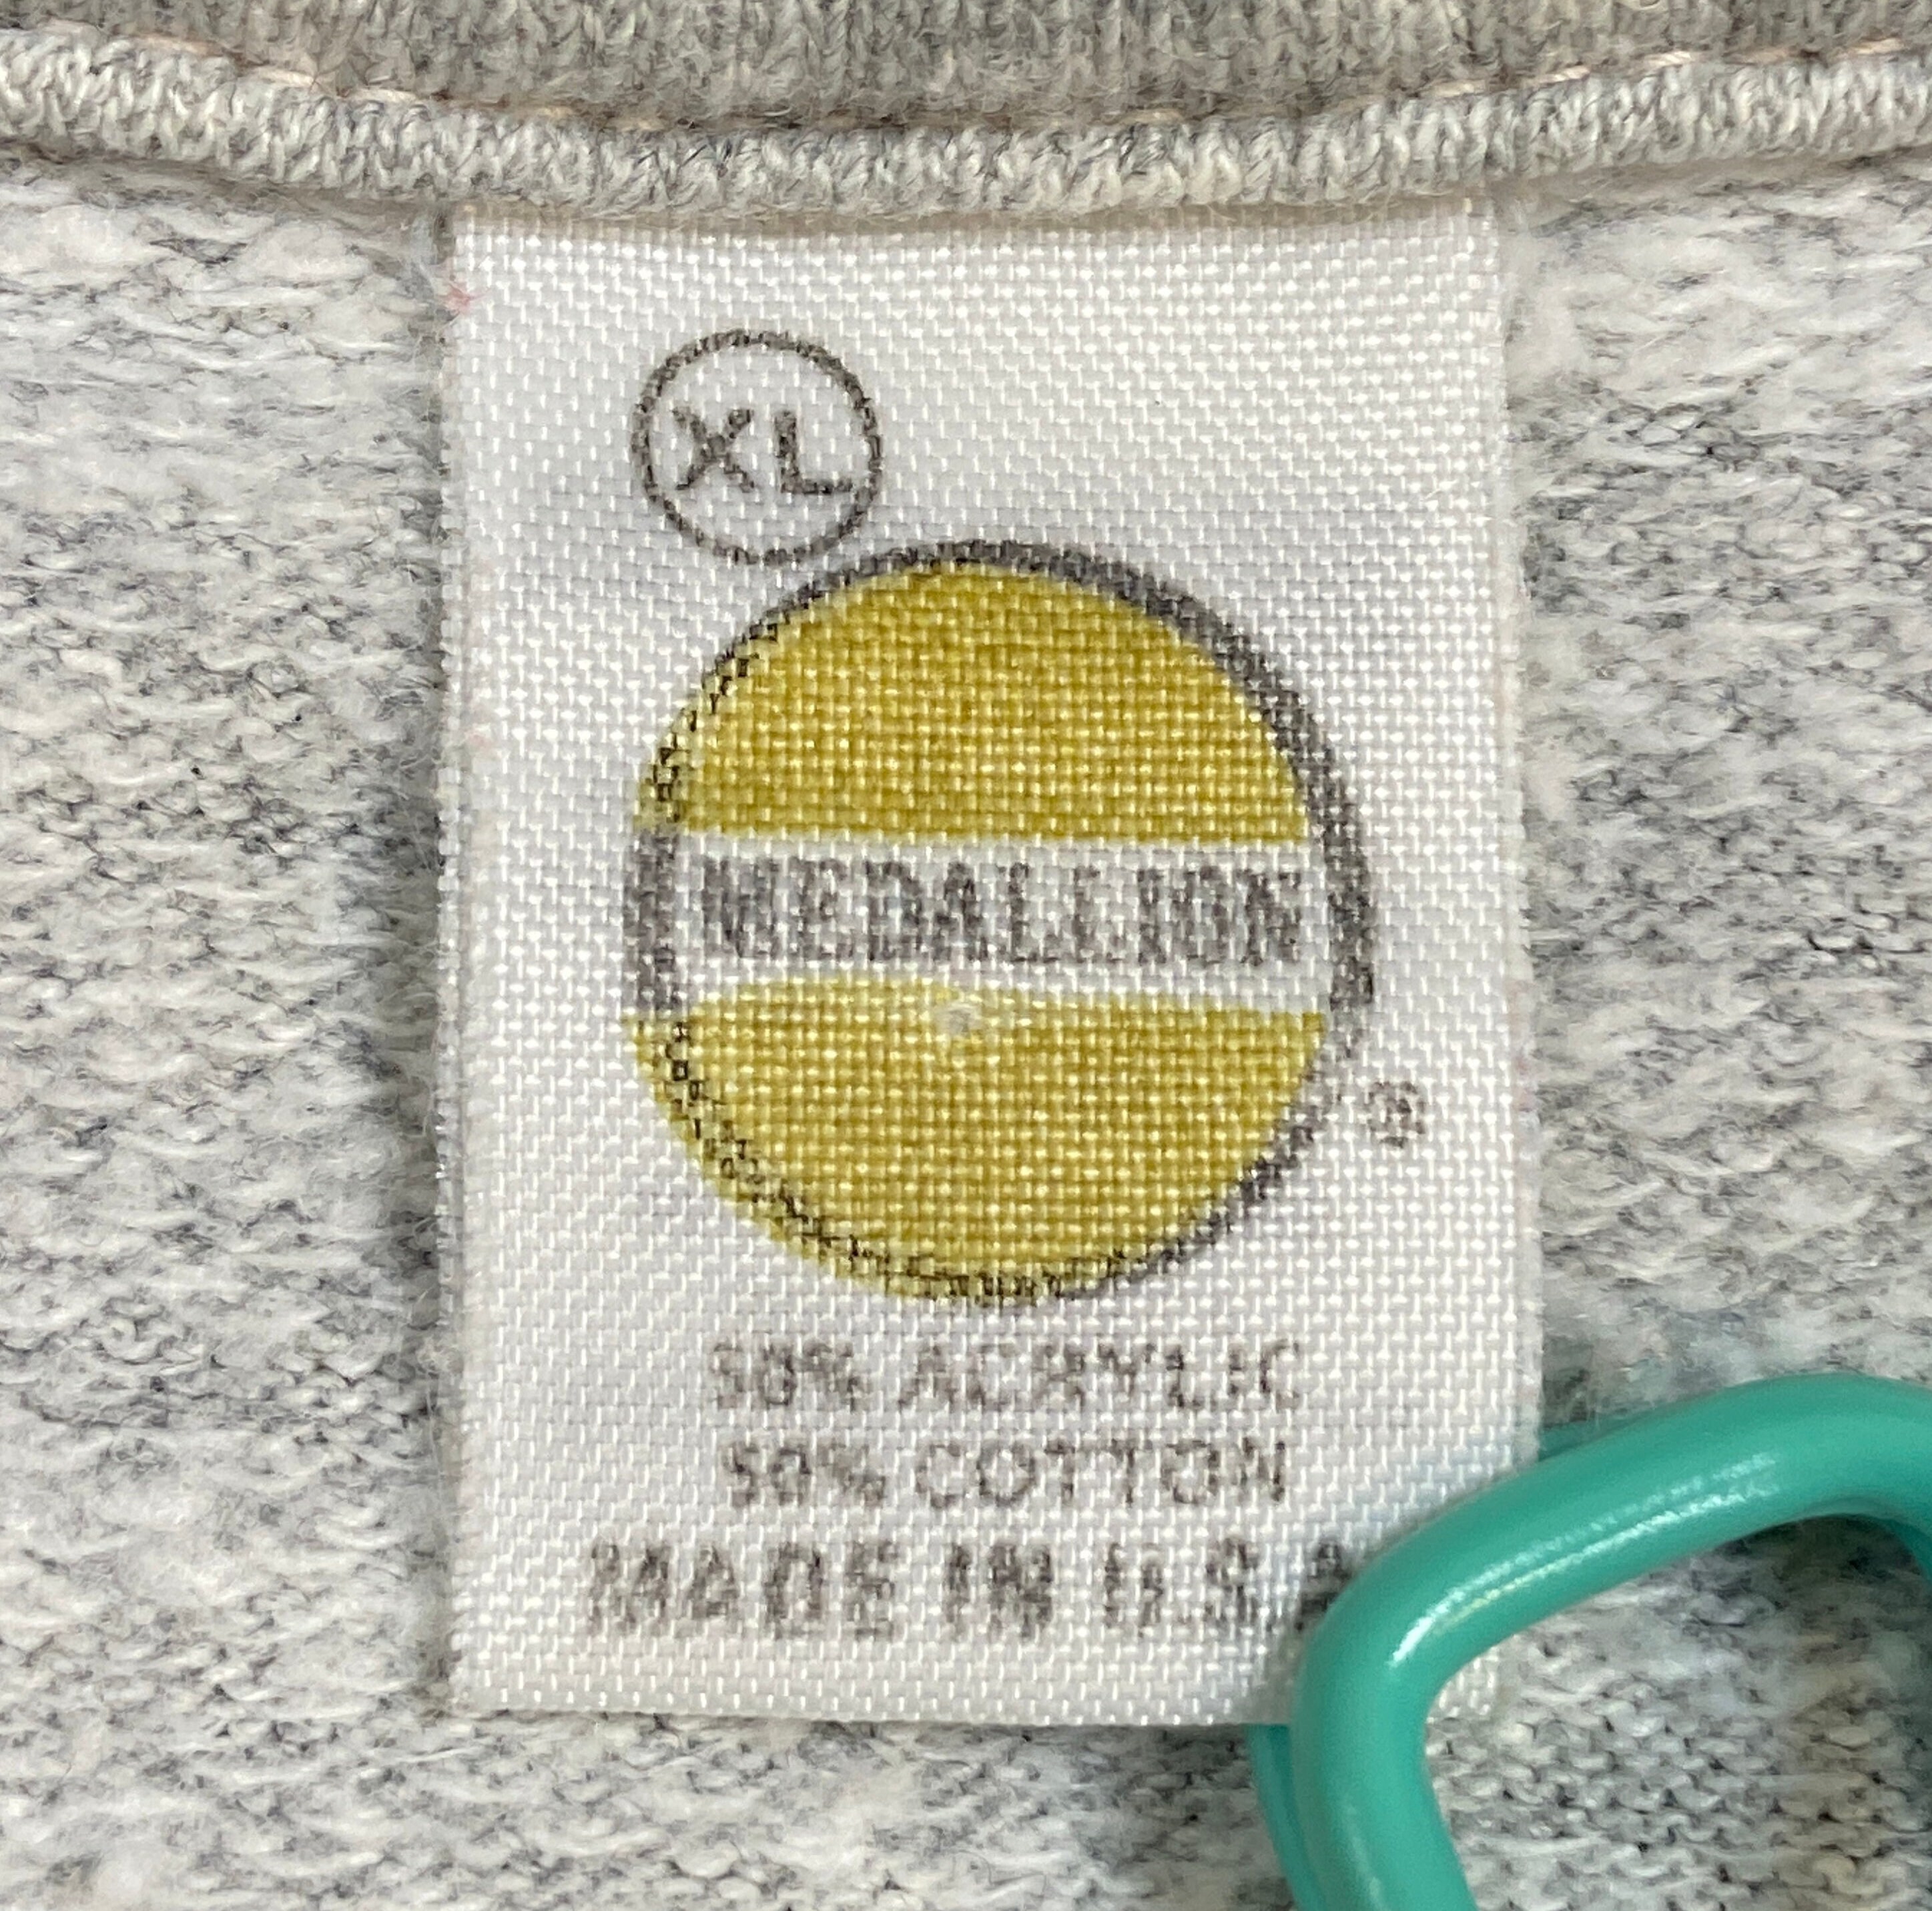 XL
MEDALLION
®
50% ACRYLIC
50% COTTON
MADE IN U.S.A